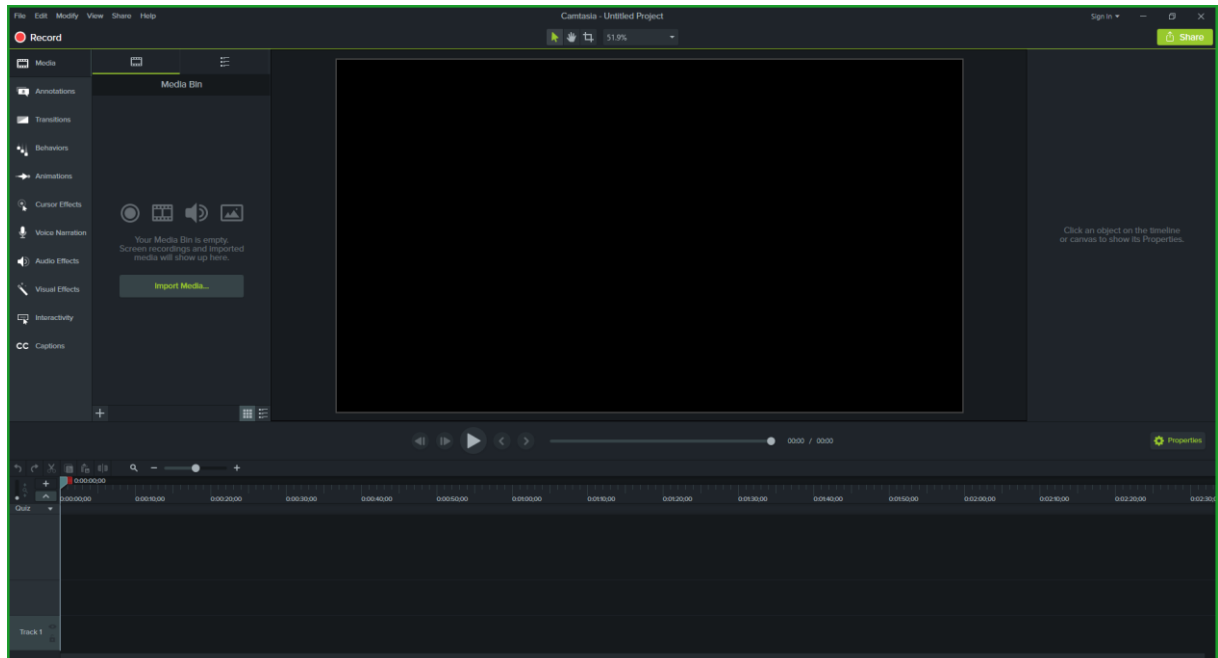 File Edit Modify View Share Help
Camtasia - Untitled Project
Sign in
Record
51.9%
Share
Media
Annotations
Transitions
Behaviors
Animations
Cursor Effects
Voice Narration
Audio Effects
Visual Effects
Interactivity
CC Captions
Media Bin
Your Media Bin is empty.
Screen recordings and imported
media will show up here.
Import Media...
Click an object on the timeline
or canvas to show its Properties.
00:00 / 00:00
Properties
0:00:00;00
0:00:00;00 0:00:10;00 0:00:20;00 0:00:30;00 0:00:40;00 0:00:50;00 0:01:00;00 0:01:10;00 0:01:20;00 0:01:30;00 0:01:40;00 0:01:50;00 0:02:00;00 0:02:10;00 0:02:20;00
Quiz
Track 1